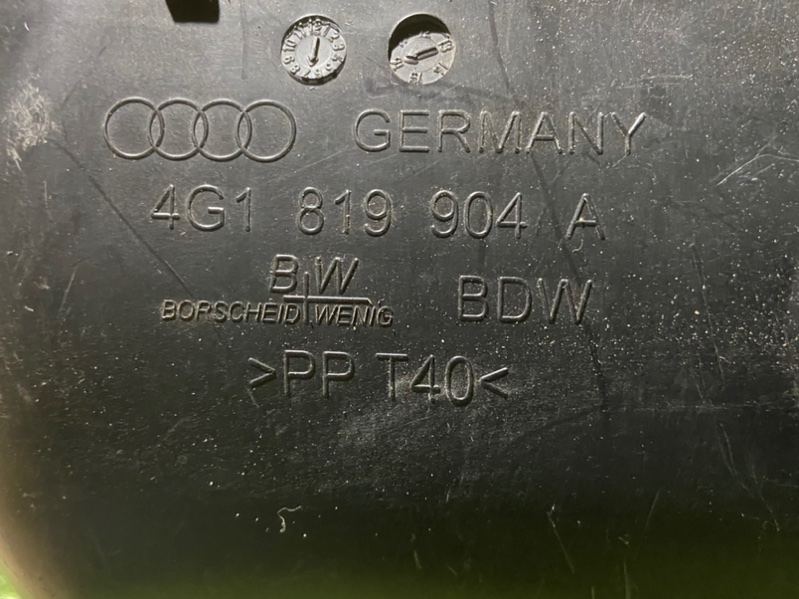 GERMANY
4G1 819 904 A
BW
BORSCHEID WENIG BDW
>PP T40<